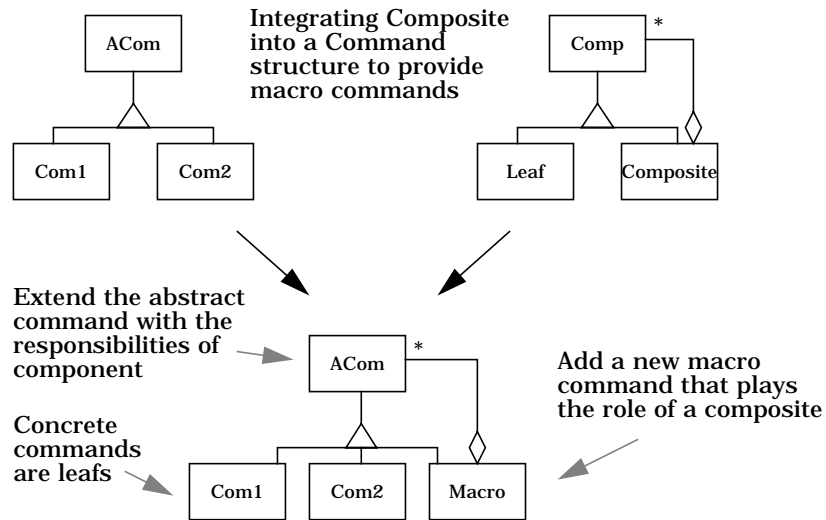 Integrating Composite
into a Command
structure to provide
macro commands
ACom
Com1
Com2
Comp
*
Leaf
Composite
Extend the abstract
command with the
responsibilities of
component
Concrete
commands
are leafs
ACom
*
Com1
Com2
Macro
Add a new macro
command that plays
the role of a composite